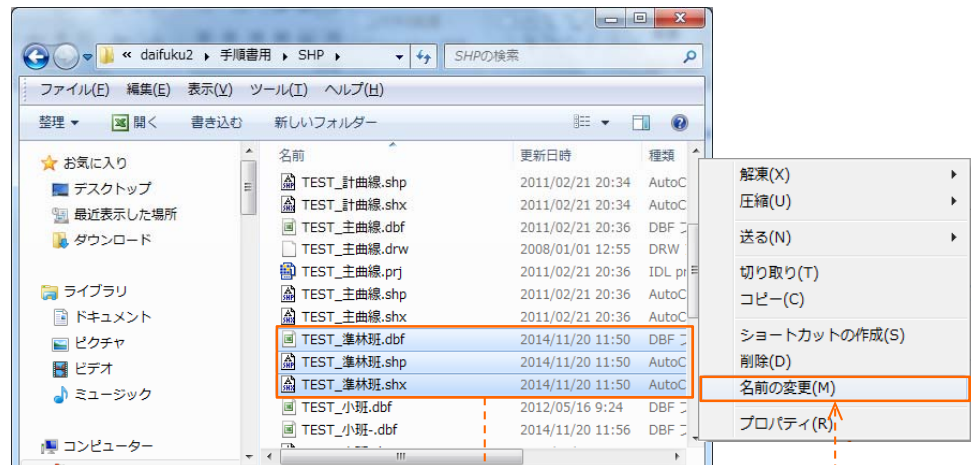 « daifuku2 ▸ 手順書用 ▸ SHP ▸ SHPの検索
ファイル(F) 編集(E) 表示(V) ツール(T) ヘルプ(H)
整理 ▼ 開く 書き込む 新しいフォルダー
名前 更新日時 種類
お気に入り
デスクトップ
最近表示した場所
ダウンロード
ライブラリ
ドキュメント
ピクチャ
ビデオ
ミュージック
コンピューター
TEST_計曲線.shp 2011/02/21 20:34 AutoC
TEST_計曲線.shx 2011/02/21 20:34 AutoC
TEST_主曲線.dbf 2011/02/21 20:36 DBF フ
TEST_主曲線.drw 2008/01/01 12:55 DRW
TEST_主曲線.prj 2011/02/21 20:36 IDL pr
TEST_主曲線.shp 2011/02/21 20:36 AutoC
TEST_主曲線.shx 2011/02/21 20:36 AutoC
TEST_準林班.dbf 2014/11/20 11:50 DBF フ
TEST_準林班.shp 2014/11/20 11:50 AutoC
TEST_準林班.shx 2014/11/20 11:50 AutoC
TEST_小班.dbf 2012/05/16 9:24 DBF フ
TEST_小班-.dbf 2014/11/20 11:56 DBF フ
解凍(X)
圧縮(U)
送る(N)
切り取り(T)
コピー(C)
ショートカットの作成(S)
削除(D)
名前の変更(M)
プロパティ(R)